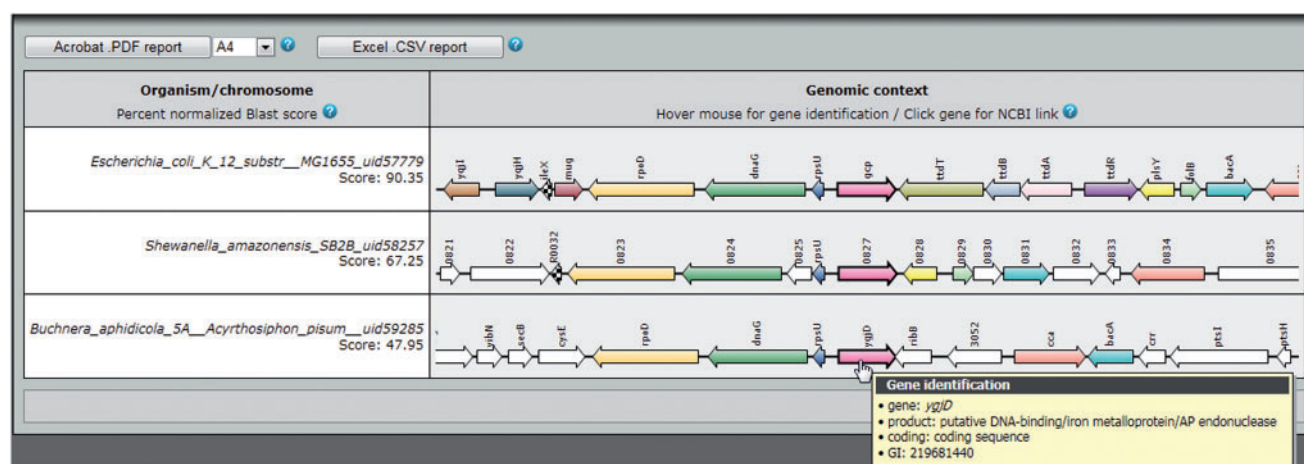 Acrobat .PDF report A4 ? Excel .CSV report ?
Organism/chromosome
Percent normalized Blast score ?
Genomic context
Hover mouse for gene identification / Click gene for NCBI link ?
Escherichia_coli_K_12_substr__MG1655_uid57779
Score: 90.35
yqjI yqjH ileX mug rpoD dnaG rpsU gcp ttdT ttdB ttdA ttdR plsY folB bacA
Shewanella_amazonensis_SB2B_uid58257
Score: 67.25
0821 0822 R0032 0823 0824 0825 rpsU 0827 0828 0829 0830 0831 0832 0833 0834 0835
Buchnera_aphidicola_5A__Acyrthosiphon_pisum__uid59285
Score: 47.95
yibN secB cysE rpoD dnaG rpsU ygjD ribB 3052 cca bacA crr ptsI ptsH
Gene identification
• gene: ygjD
• product: putative DNA-binding/iron metalloprotein/AP endonuclease
• coding: coding sequence
• GI: 219681440